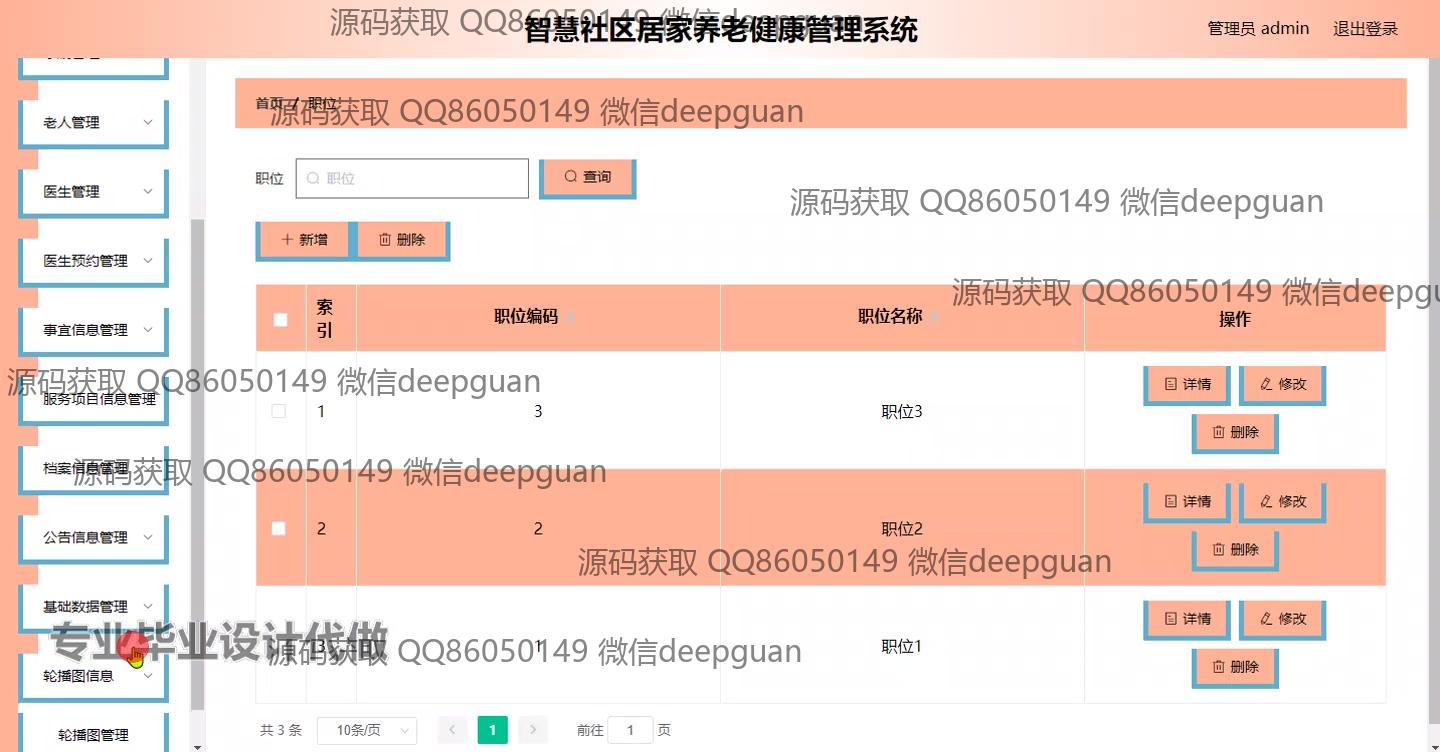 源码获取 QQ86050149 微信deepguan
智慧社区居家养老健康管理系统
管理员 admin 退出登录
首页 / 职位
源码获取 QQ86050149 微信deepguan
老人管理
职位 职位 查询
医生管理
源码获取 QQ86050149 微信deepguan
新增 删除
医生预约管理
源码获取 QQ86050149 微信deepgu
索引 职位编码 职位名称 操作
事宜信息管理
源码获取 QQ86050149 微信deepguan
服务项目信息管理
1 3 职位3 详情 修改
删除
档案信息管理
源码获取 QQ86050149 微信deepguan
2 2 职位2 详情 修改
删除
公告信息管理
源码获取 QQ86050149 微信deepguan
基础数据管理
专业毕业设计代做
3 1 职位1 详情 修改
删除
源码获取 QQ86050149 微信deepguan
轮播图信息
轮播图管理
共 3 条 10条/页 1 前往 1 页